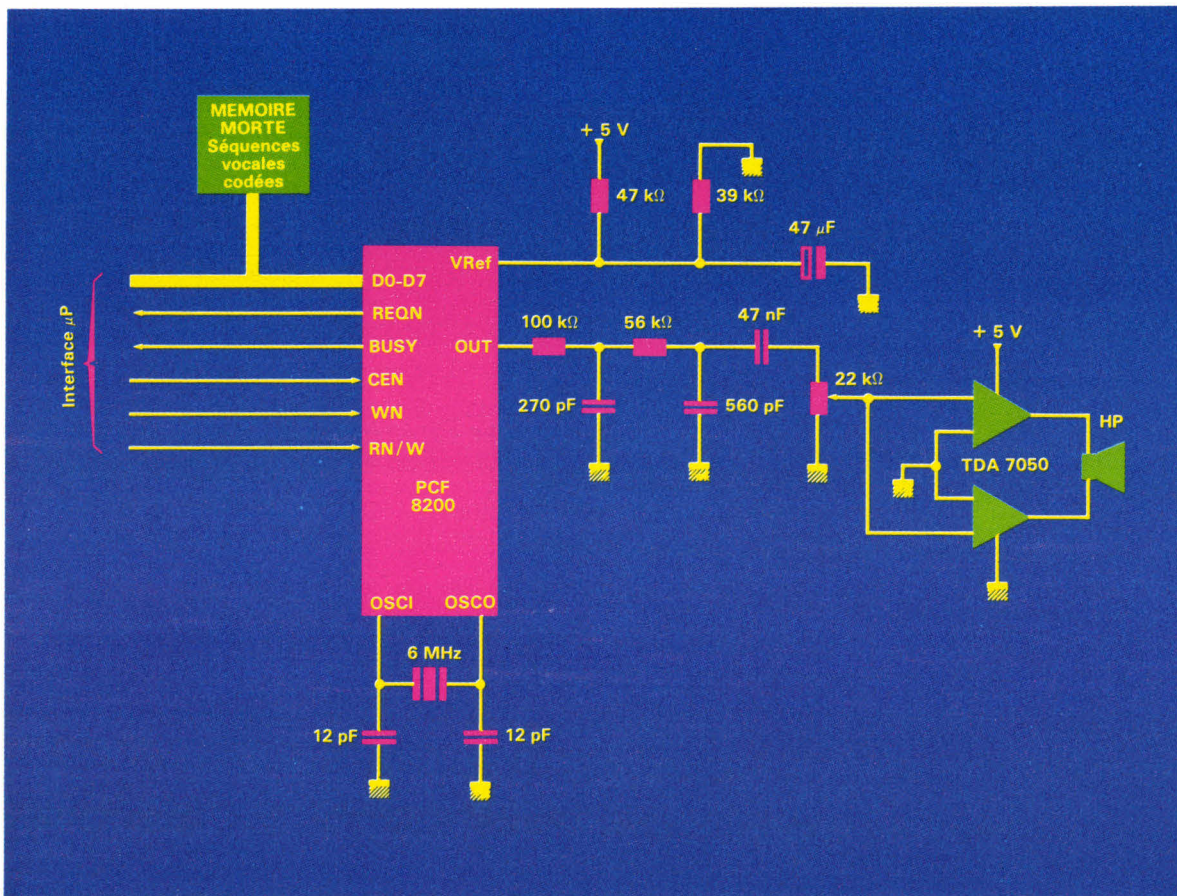 MEMOIRE
MORTE
Séquences
vocales
codées
+ 5 V
47 kΩ
39 kΩ
47 µF
Interface µP
D0-D7
REQN
BUSY
CEN
WN
RN/W
VRef
OUT
PCF
8200
OSCI
OSCO
100 kΩ
56 kΩ
47 nF
270 pF
560 pF
22 kΩ
+ 5 V
TDA 7050
HP
6 MHz
12 pF
12 pF